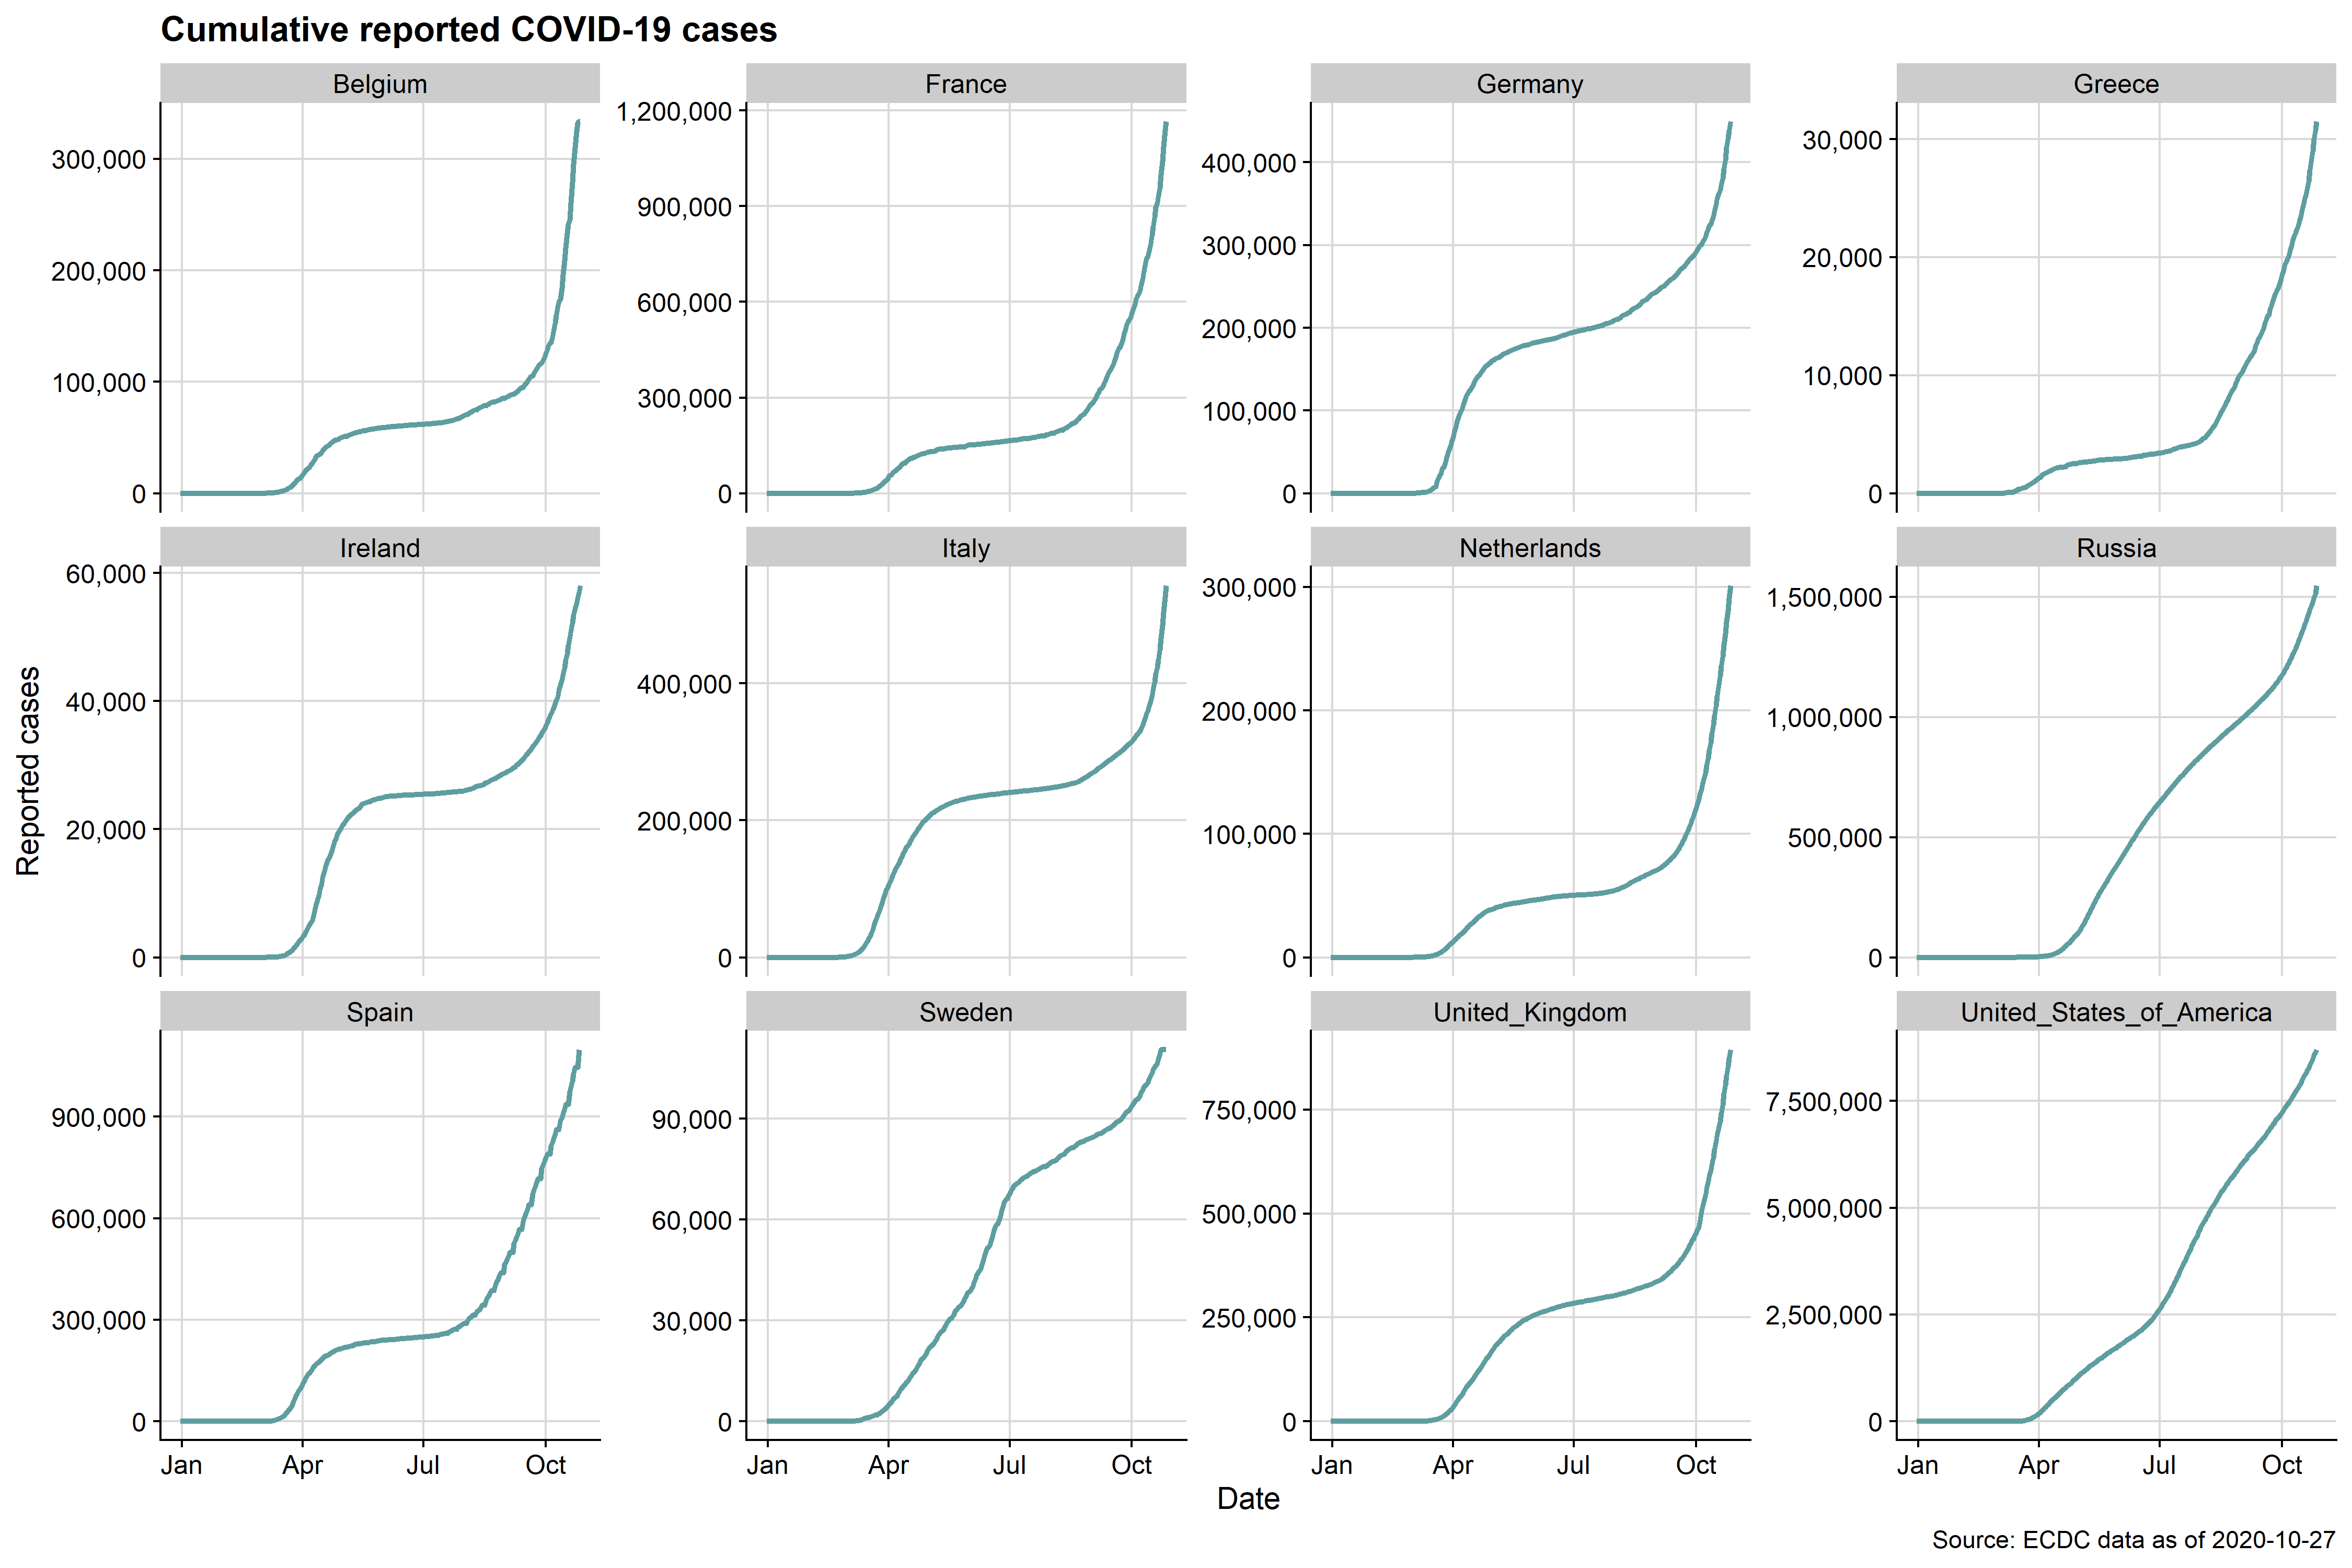 Cumulative reported COVID-19 cases
Belgium
France
Germany
Greece
300,000
200,000
100,000
0
1,200,000
900,000
600,000
300,000
0
400,000
300,000
200,000
100,000
0
30,000
20,000
10,000
0
Ireland
Italy
Netherlands
Russia
60,000
40,000
20,000
0
400,000
200,000
0
300,000
200,000
100,000
0
1,500,000
1,000,000
500,000
0
Reported cases
Spain
Sweden
United_Kingdom
United_States_of_America
900,000
600,000
300,000
0
90,000
60,000
30,000
0
750,000
500,000
250,000
0
7,500,000
5,000,000
2,500,000
0
Jan Apr Jul Oct
Jan Apr Jul Oct
Jan Apr Jul Oct
Jan Apr Jul Oct
Date
Source: ECDC data as of 2020-10-27